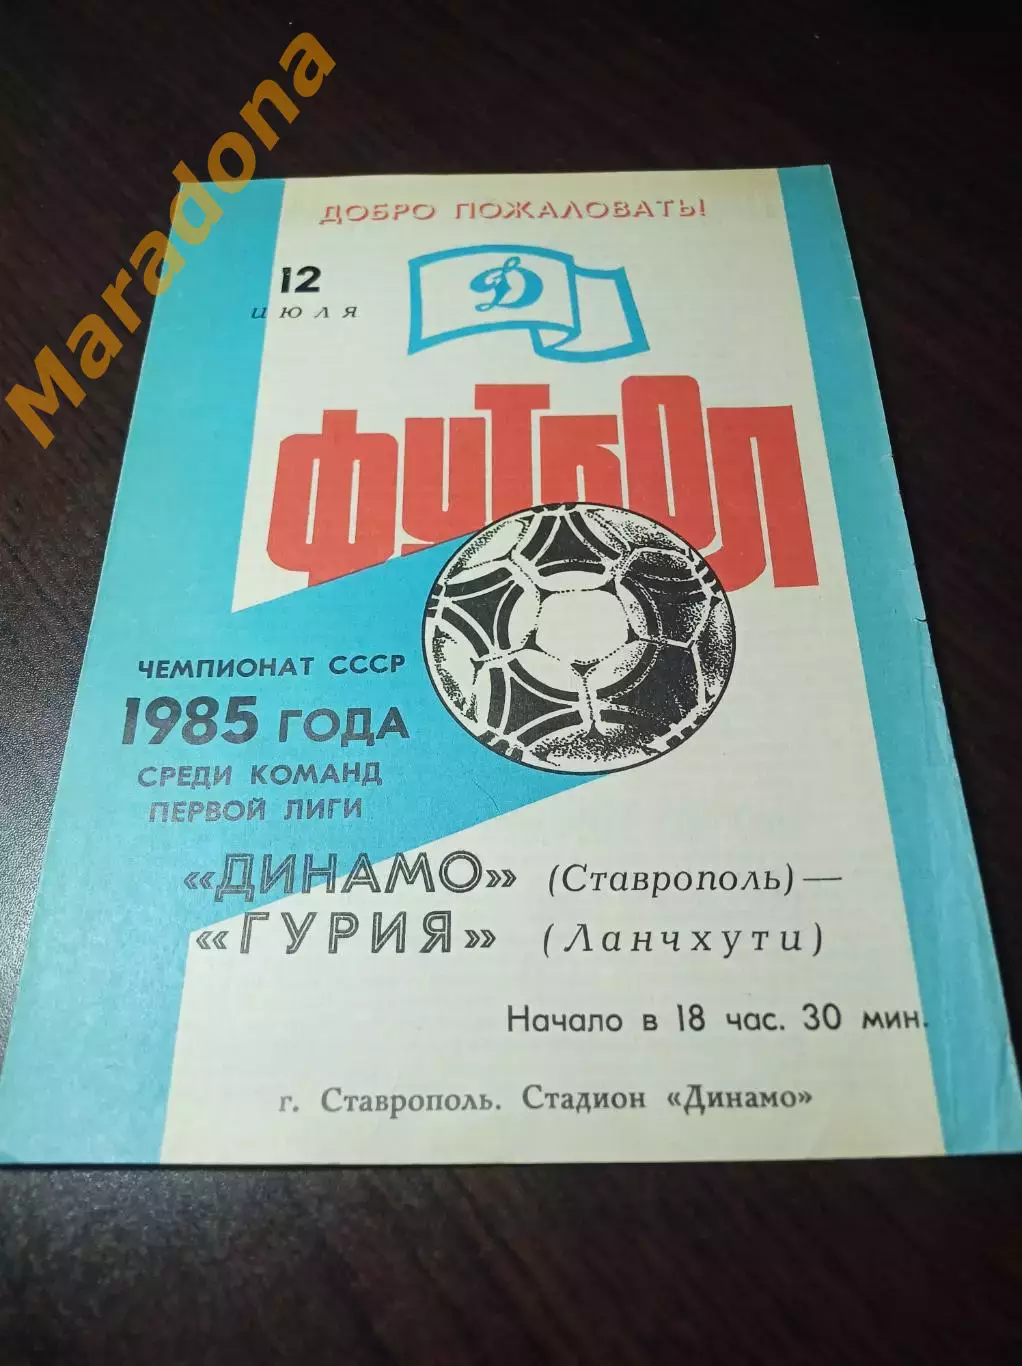 Maradona
ДОБРО ПОЖАЛОВАТЬ!
12
июля
Д
ФУТБОЛ
ЧЕМПИОНАТ СССР
1985 ГОДА
СРЕДИ КОМАНД
ПЕРВОЙ ЛИГИ
«ДИНАМО» (Ставрополь) —
«ГУРИЯ» (Ланчхути)
Начало в 18 час. 30 мин.
г. Ставрополь. Стадион «Динамо»